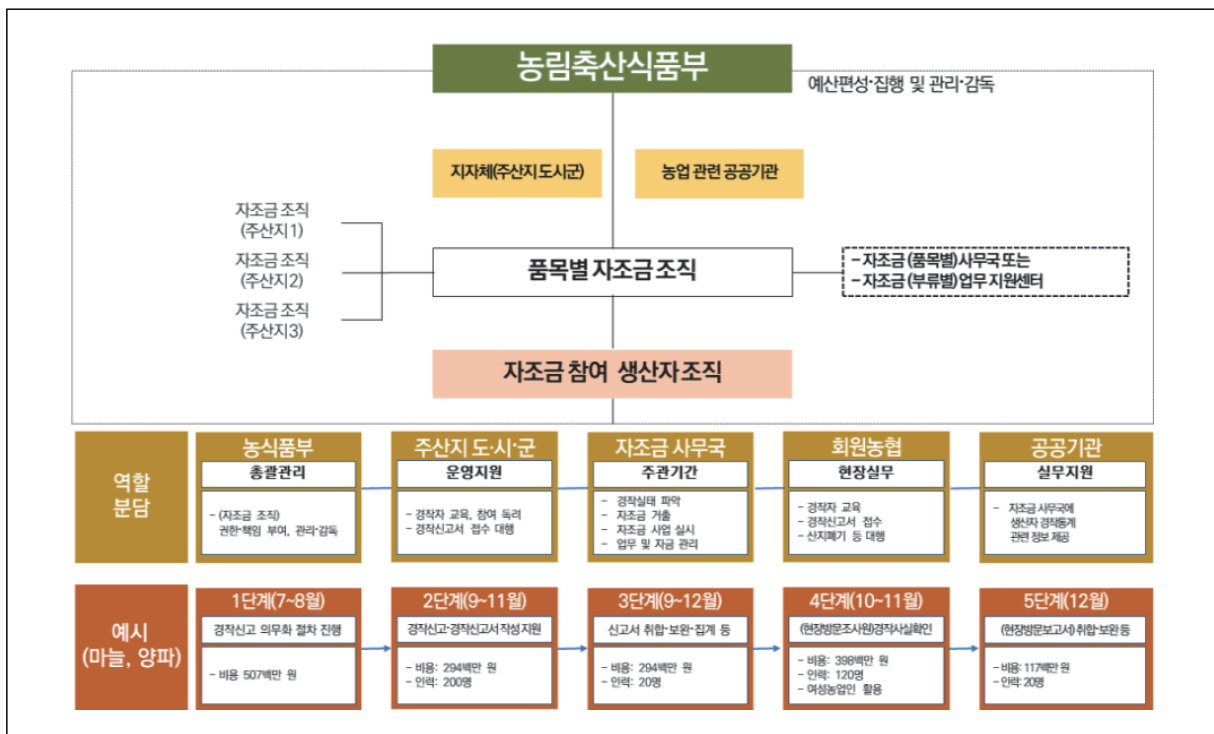 농림축산식품부
예산편성·집행 및 관리·감독
지자체(주산지 도시군)
농업 관련 공공기관
자조금 조직
(주산지1)
자조금 조직
(주산지2)
자조금 조직
(주산지3)
품목별 자조금 조직
– 자조금 (품목별) 사무국 또는
– 자조금 (부류별) 업무 지원센터
자조금 참여 생산자 조직
역할
분담
농식품부
총괄관리
– (자조금 조직)
권한·책임 부여, 관리·감독
주산지 도·시·군
운영지원
– 경작자 교육, 참여 독려
– 경작신고서 접수 대행
자조금 사무국
주관기간
– 경작실태 파악
– 자조금 거출
– 자조금 사업 실시
– 업무 및 자금 관리
회원농협
현장실무
– 경작자 교육
– 경작신고서 접수
– 산지폐기 등 대행
공공기관
실무지원
– 자조금 사무국에
생산자 경작통계
관련 정보 제공
예시
(마늘, 양파)
1단계(7~8월)
경작신고 의무화 절차 진행
– 비용 507백만 원
2단계(9~11월)
경작신고·경작신고서 작성 지원
– 비용: 294백만 원
– 인력: 200명
3단계(9~12월)
신고서 취합·보완·집계 등
– 비용: 294백만 원
– 인력: 20명
4단계(10~11월)
(현장방문조사원)경작사실확인
– 비용: 398백만 원
– 인력: 120명
– 여성농업인 활용
5단계(12월)
(현장방문보고서) 취합·보완 등
– 비용: 117백만 원
– 인력: 20명